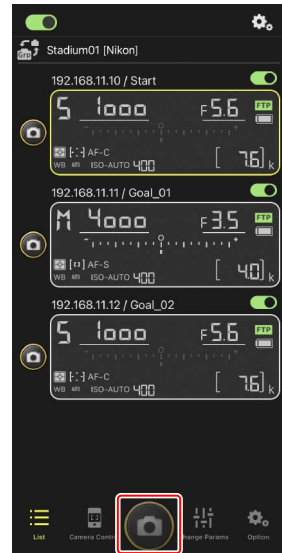 Grp Stadium01 [Nikon]
192.168.11.10 / Start
S 1000 F5.6 FTP
AF-C
WB ISO-AUTO 400 [ 7.6] k
192.168.11.11 / Goal_01
M 4000 F3.5 FTP
AF-S
WB ISO-AUTO 400 [ 4.0] k
192.168.11.12 / Goal_02
S 1000 F5.6 FTP
AF-C
WB ISO-AUTO 400 [ 7.6] k
List Camera Contr hange Params Option